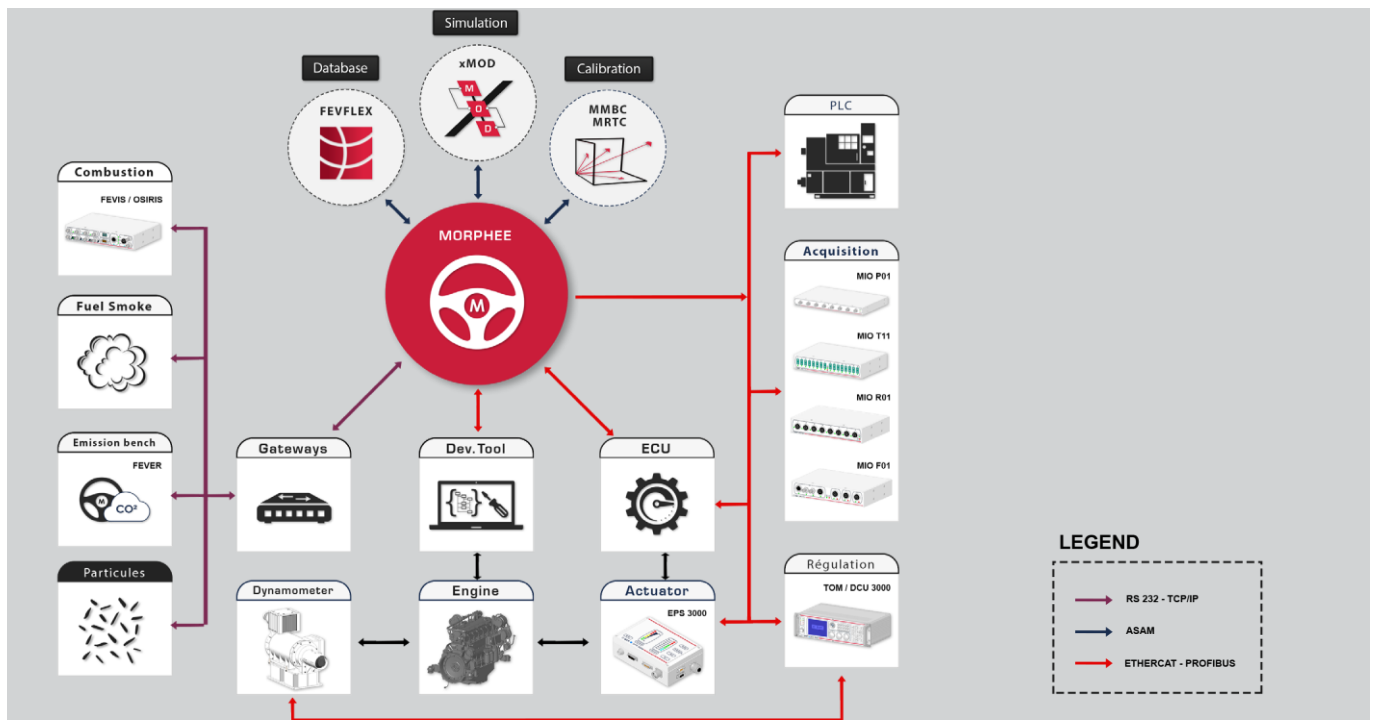 Simulation
xMOD
M
O
D
Database
FEVFLEX
Calibration
MMBC
MRTC
PLC
Combustion
FEVIS / OSIRIS
MORPHEE
M
Acquisition
MIO P01
MIO T11
MIO R01
MIO F01
Fuel Smoke
Emission bench
FEVER
M
CO²
Gateways
Dev.Tool
ECU
Particules
Dynamometer
Engine
Actuator
EPS 3000
Régulation
TOM / DCU 3000
LEGEND
RS 232 - TCP/IP
ASAM
ETHERCAT - PROFIBUS